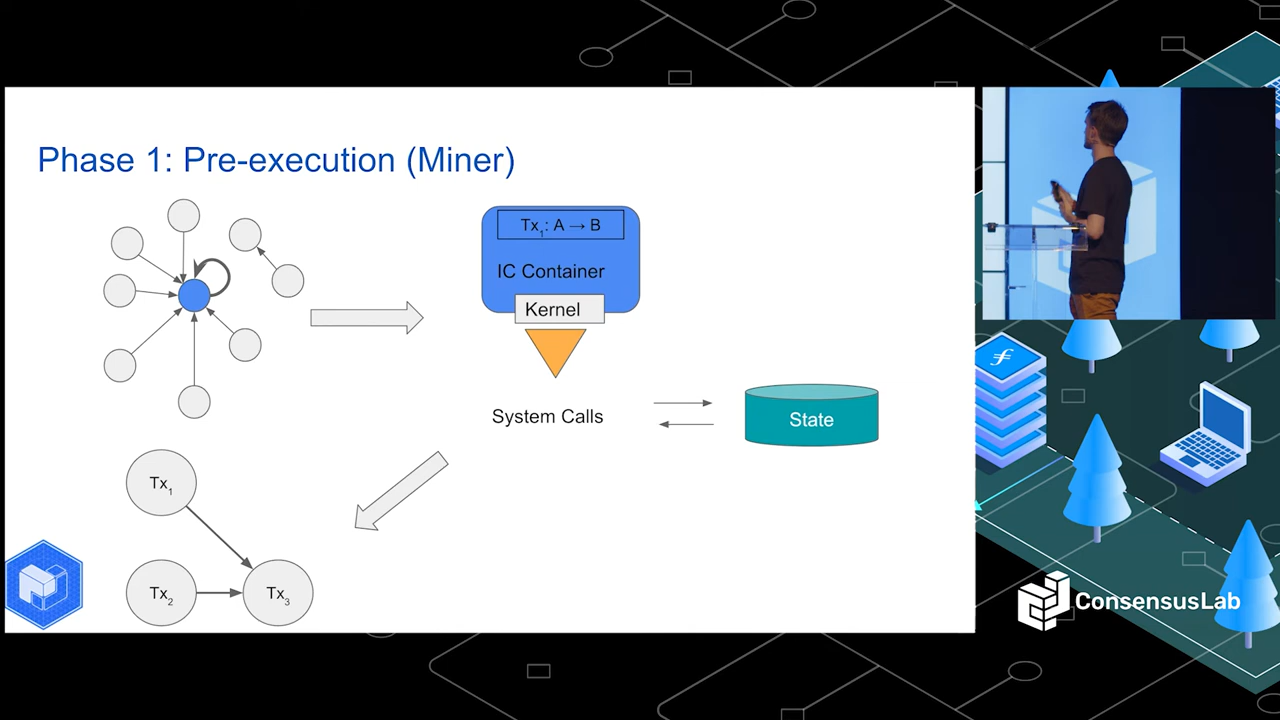 Phase 1: Pre-execution (Miner)
Tx1: A → B
IC Container
Kernel
System Calls
State
Tx1
Tx2
Tx3
ConsensusLab